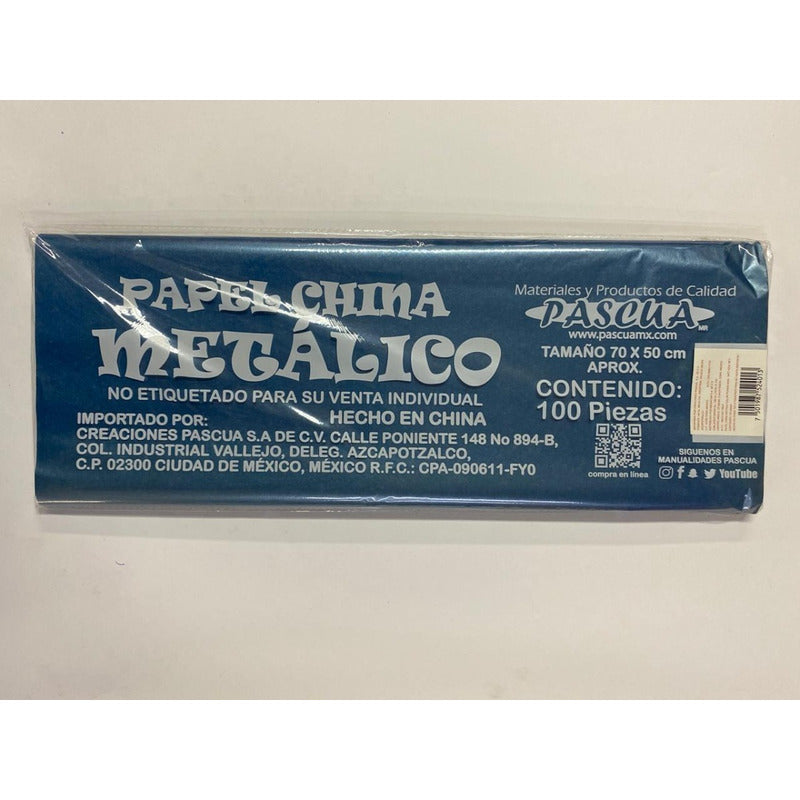 PAPEL CHINA
METÁLICO
NO ETIQUETADO PARA SU VENTA INDIVIDUAL
HECHO EN CHINA
IMPORTADO POR:
CREACIONES PASCUA S.A DE C.V. CALLE PONIENTE 148 No 894-B,
COL. INDUSTRIAL VALLEJO, DELEG. AZCAPOTZALCO,
C.P. 02300 CIUDAD DE MÉXICO, MÉXICO R.F.C.: CPA-090611-FY0
Materiales y Productos de Calidad
PASCUA MR
www.pascuamx.com
TAMAÑO 70 X 50 cm
APROX.
CONTENIDO:
100 Piezas
compra en línea
SIGUENOS EN
MANUALIDADES PASCUA
YouTube